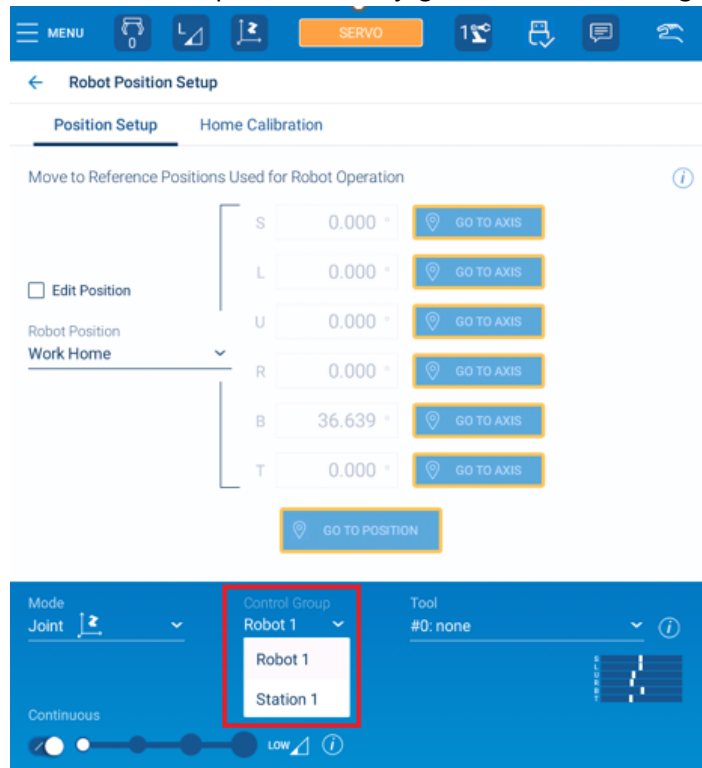 MENU
0
L
SERVO
1
Robot Position Setup
Position Setup
Home Calibration
Move to Reference Positions Used for Robot Operation
S 0.000 ° GO TO AXIS
L 0.000 ° GO TO AXIS
Edit Position
U 0.000 ° GO TO AXIS
Robot Position
Work Home
R 0.000 ° GO TO AXIS
B 36.639 ° GO TO AXIS
T 0.000 ° GO TO AXIS
GO TO POSITION
Mode
Joint
Control Group
Robot 1
Tool
#0: none
Robot 1
Station 1
S
L
U
R
B
T
Continuous
LOW